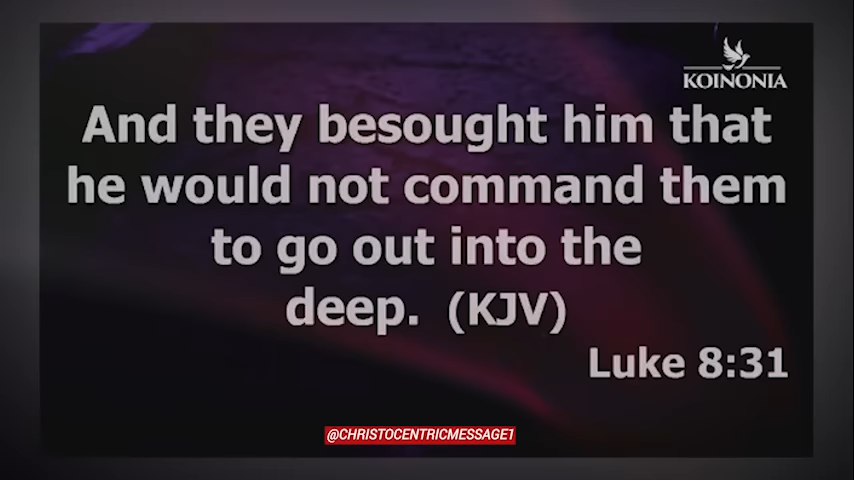 KOINONIA
And they besought him that
he would not command them
to go out into the
deep. (KJV)
Luke 8:31
@CHRISTOCENTRICMESSAGE1